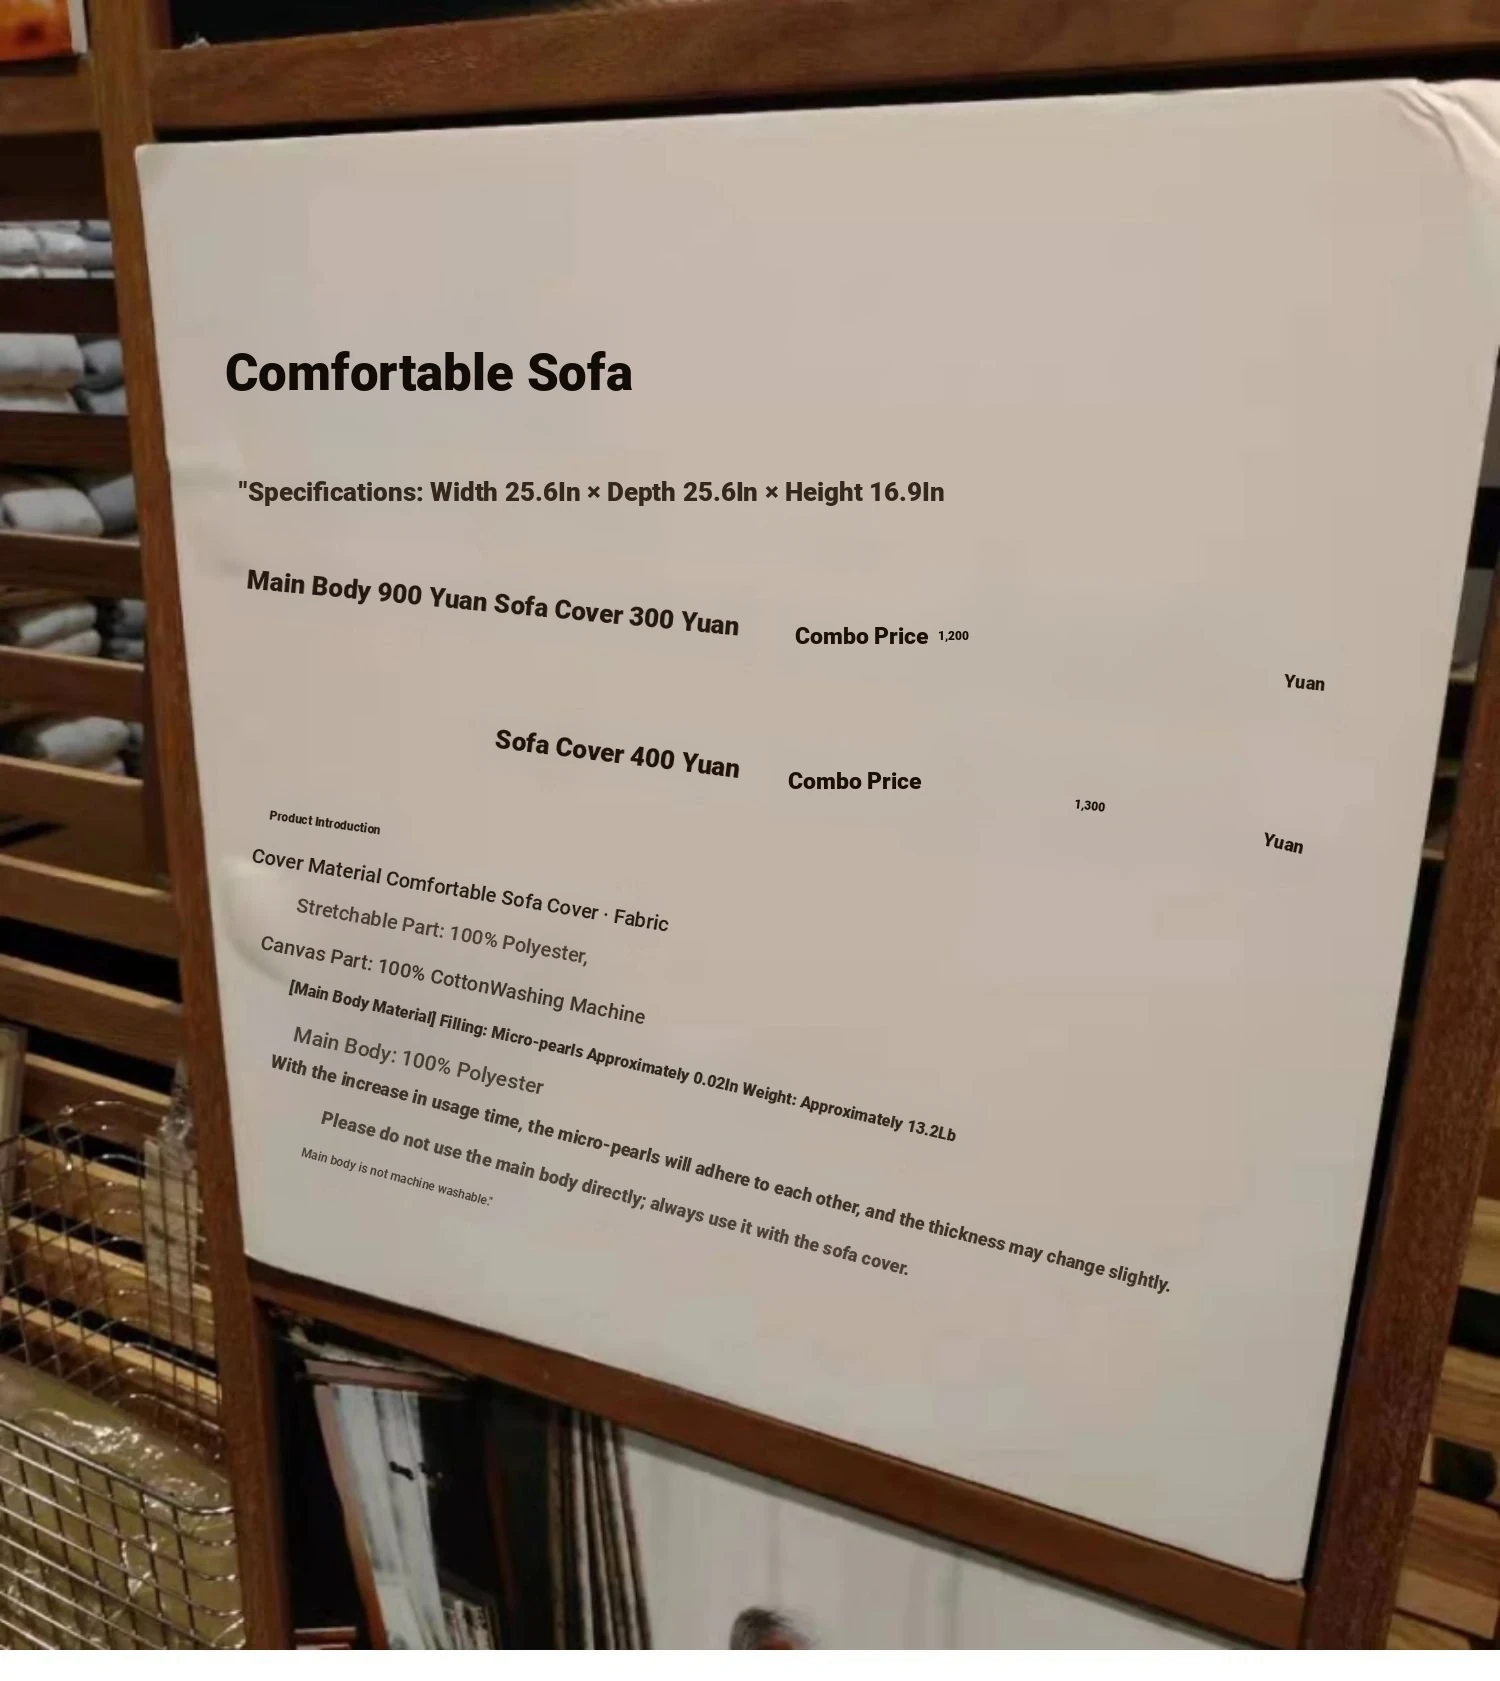 Comfortable Sofa
"Specifications: Width 25.6In × Depth 25.6In × Height 16.9In
Main Body 900 Yuan Sofa Cover 300 Yuan Combo Price 1,200 Yuan
Sofa Cover 400 Yuan Combo Price 1,300 Yuan
Product Introduction
Cover Material Comfortable Sofa Cover · Fabric
Stretchable Part: 100% Polyester,
Canvas Part: 100% CottonWashing Machine
[Main Body Material] Filling: Micro-pearls Approximately 0.02In Weight: Approximately 13.2Lb
Main Body: 100% Polyester
With the increase in usage time, the micro-pearls will adhere to each other, and the thickness may change slightly.
Please do not use the main body directly; always use it with the sofa cover.
Main body is not machine washable."